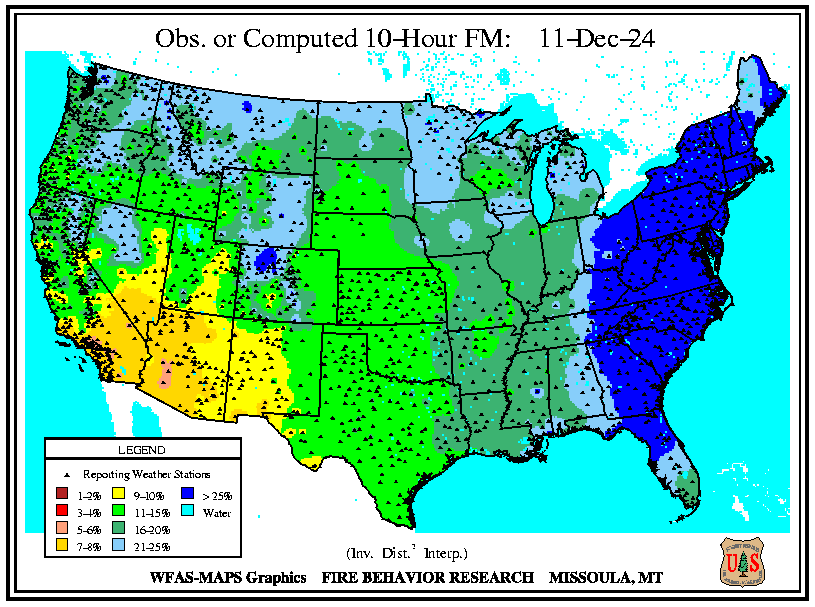 Obs. or Computed 10-Hour FM: 11-Dec-24
LEGEND
Reporting Weather Stations
1-2% 9-10% > 25%
3-4% 11-15% Water
5-6% 16-20%
7-8% 21-25%
(Inv. Dist.² Interp.)
WFAS-MAPS Graphics FIRE BEHAVIOR RESEARCH MISSOULA, MT
U S